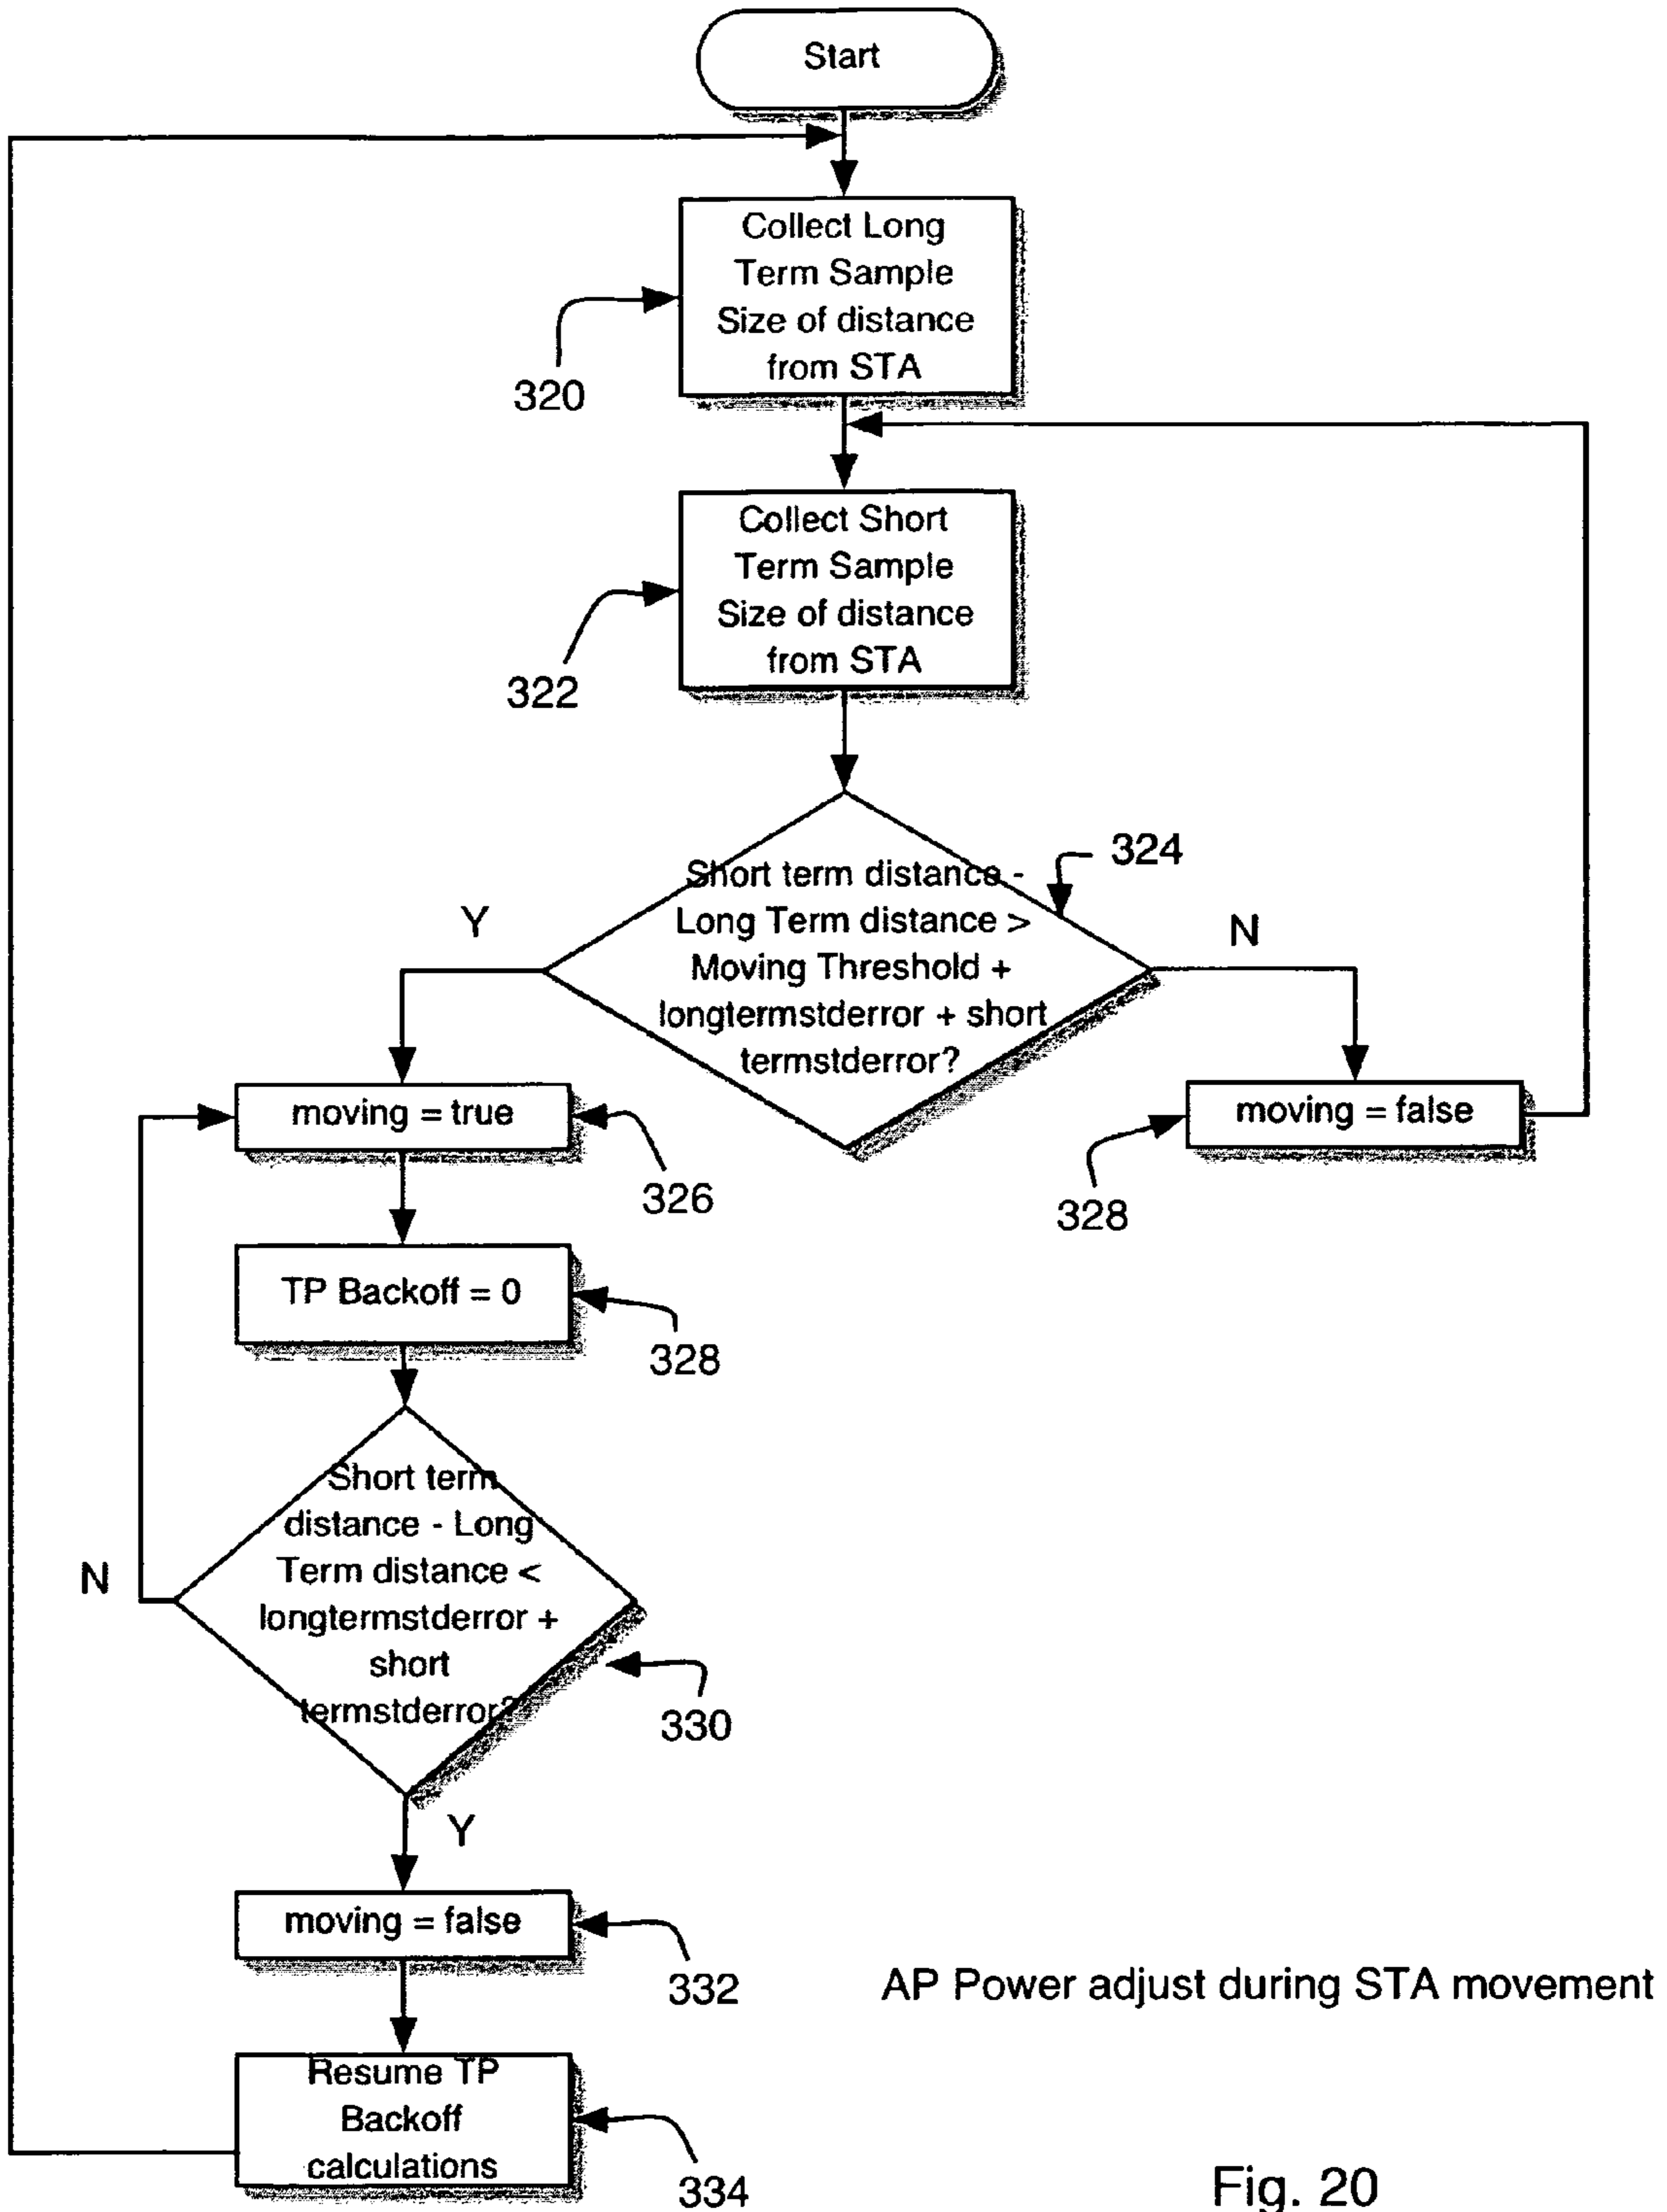 Start
Collect Long
Term Sample
Size of distance
from STA
320
Collect Short
Term Sample
Size of distance
from STA
322
Short term distance -
Long Term distance >
Moving Threshold +
longtermstderror + short
termstderror?
324
Y
N
moving = true
326
moving = false
328
TP Backoff = 0
328
Short term
distance - Long
Term distance <
longtermstderror +
short
termstderror?
330
N
Y
moving = false
332
AP Power adjust during STA movement
Resume TP
Backoff
calculations
334
Fig. 20